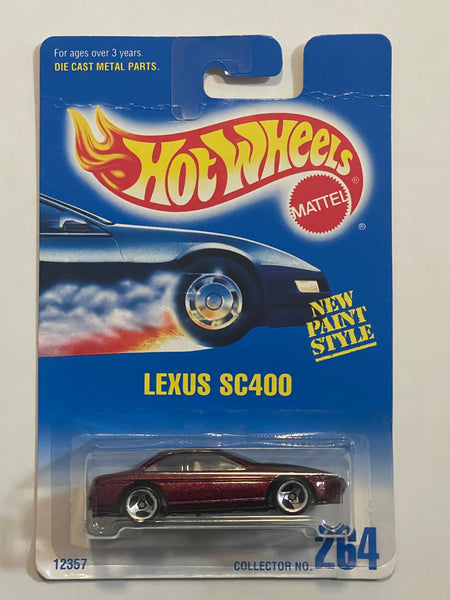 For ages over 3 years.
DIE CAST METAL PARTS.
HOT WHEELS
MATTEL
®
®
NEW
PAINT
STYLE
LEXUS SC400
12357
COLLECTOR NO. 264